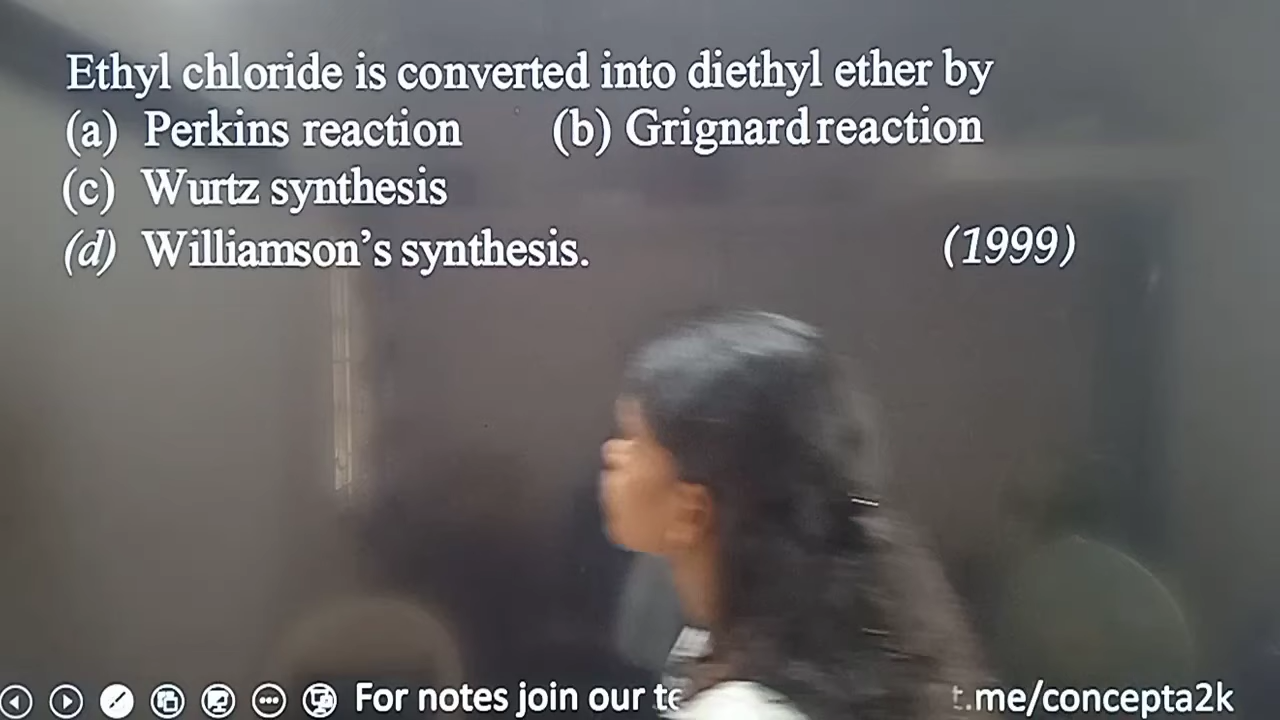 Ethyl chloride is converted into diethyl ether by
(a) Perkins reaction (b) Grignard reaction
(c) Wurtz synthesis
(d) Williamson's synthesis. (1999)
For notes join our t.me/concepta2k